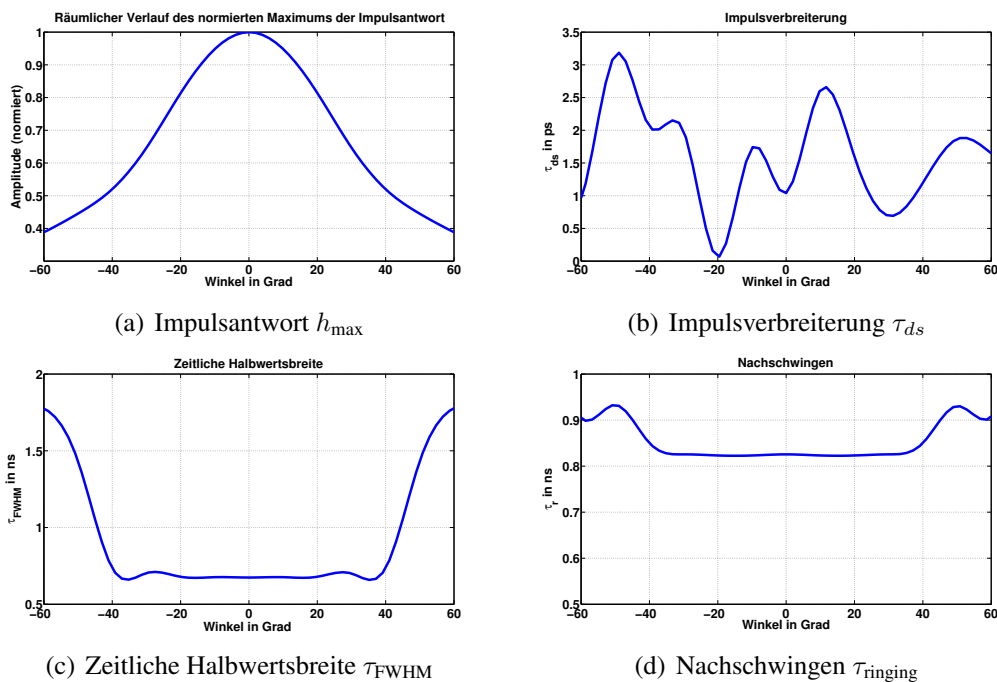 Räumlicher Verlauf des normierten Maximums der Impulsantwort
1
0.9
0.8
0.7
0.6
0.5
0.4
Amplitude (normiert)
−60 −40 −20 0 20 40 60
Winkel in Grad
(a) Impulsantwort h_max
Impulsverbreiterung
3.5
3
2.5
2
1.5
1
0.5
0
τ_ds in ps
−60 −40 −20 0 20 40 60
Winkel in Grad
(b) Impulsverbreiterung τ_ds
Zeitliche Halbwertsbreite
2
1.5
1
0.5
τ_FWHM in ns
−60 −40 −20 0 20 40 60
Winkel in Grad
(c) Zeitliche Halbwertsbreite τ_FWHM
Nachschwingen
1
0.9
0.8
0.7
0.6
0.5
τ_r in ns
−60 −40 −20 0 20 40 60
Winkel in Grad
(d) Nachschwingen τ_ringing